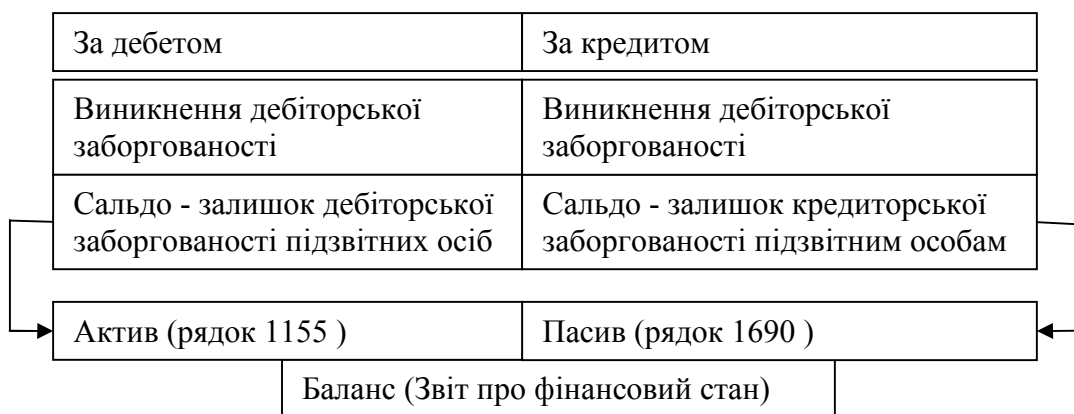 За дебетом
За кредитом
Виникнення дебіторської
заборгованості
Виникнення дебіторської
заборгованості
Сальдо - залишок дебіторської
заборгованості підзвітних осіб
Сальдо - залишок кредиторської
заборгованості підзвітним особам
Актив (рядок 1155 )
Пасив (рядок 1690 )
Баланс (Звіт про фінансовий стан)